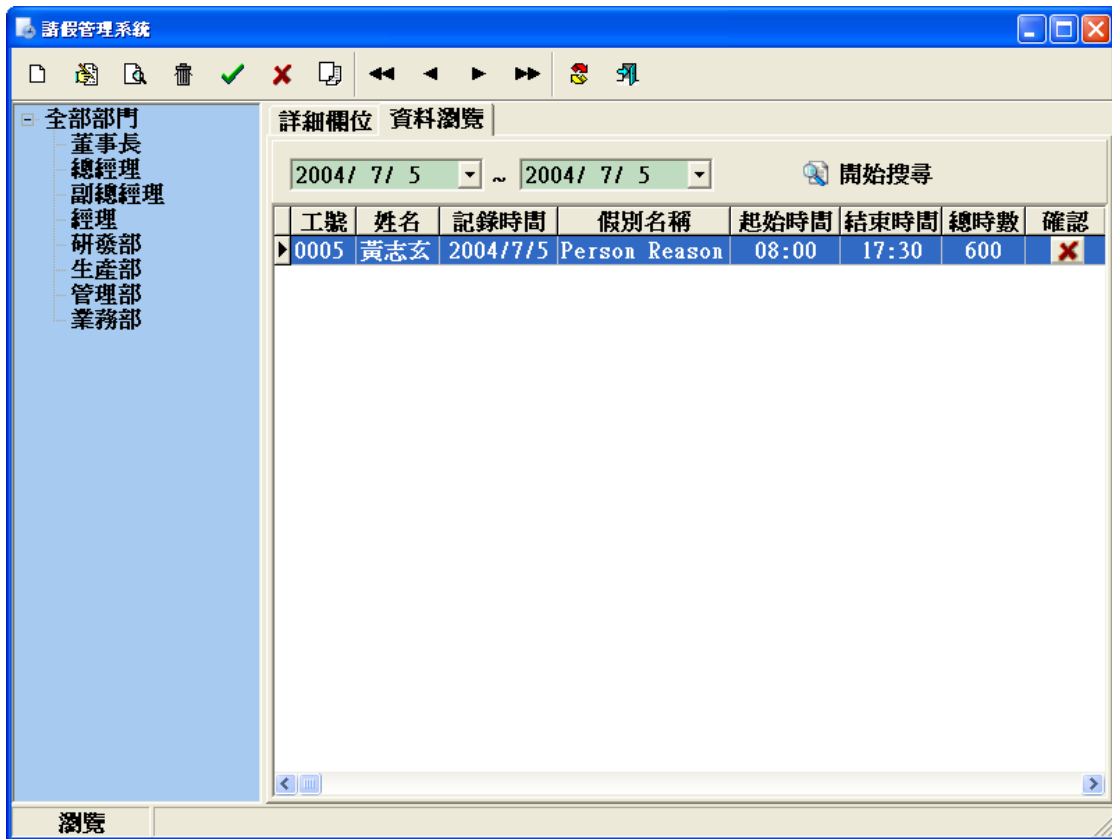 請假管理系統
全部部門
董事長
總經理
副總經理
經理
研發部
生產部
管理部
業務部
詳細欄位 資料瀏覽
2004/ 7/ 5 ~ 2004/ 7/ 5 開始搜尋
工號 姓名 記錄時間 假別名稱 起始時間 結束時間 總時數 確認
0005 黃志玄 2004/7/5 Person Reason 08:00 17:30 600
瀏覽